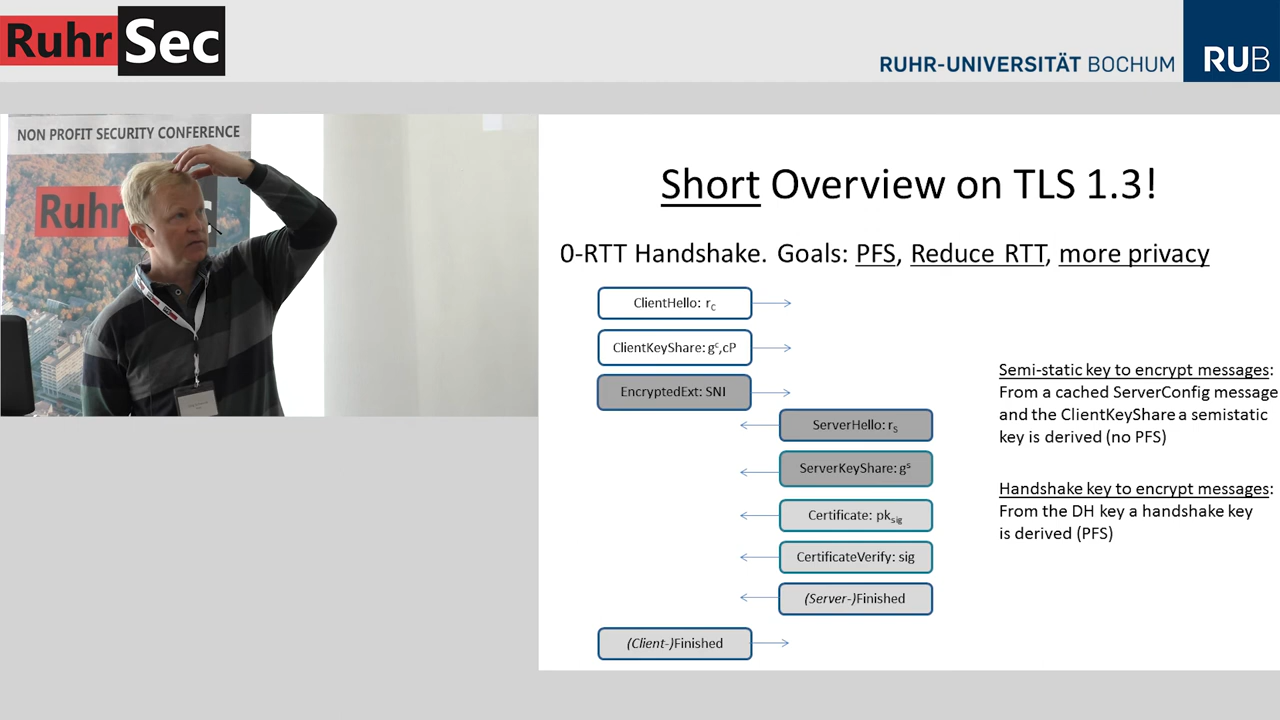 RuhrSec
RUHR-UNIVERSITÄT BOCHUM
RUB
NON PROFIT SECURITY CONFERENCE
Ruhr
Short Overview on TLS 1.3!
0-RTT Handshake. Goals: PFS, Reduce RTT, more privacy
ClientHello: rC
ClientKeyShare: gc,cP
EncryptedExt: SNI
ServerHello: rS
ServerKeyShare: gs
Certificate: pksig
CertificateVerify: sig
(Server-)Finished
(Client-)Finished
Semi-static key to encrypt messages:
From a cached ServerConfig message
and the ClientKeyShare a semistatic
key is derived (no PFS)
Handshake key to encrypt messages:
From the DH key a handshake key
is derived (PFS)